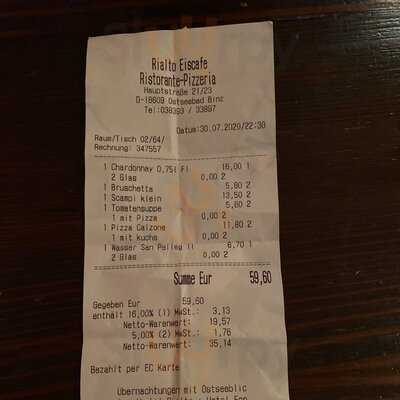 Rialto Eiscafe
Ristorante-Pizzeria
Hauptstraße 21/23
D-18609 Ostseebad Binz
Tel:038393 / 33897
Datum:30.07.2020/22:30
Raum/Tisch 02/64/
Rechnung: 347557
1 Chardonnay 0,75l Fl 16,00 1
2 Glas 0,00 2
1 Bruschetta 5,80 2
1 Scampi klein 13,50 2
1 Tomatensuppe 5,80 2
1 mit Pizza 0,00 2
1 Pizza Calzone 11,80 2
1 mit kuche 0,00 2
1 Wasser San Pelleg 1l 6,70 1
2 Glas 0,00 2
Summe Eur 59,60
Gegeben Eur 59,60
enthält 16,00% (1) MwSt.: 3,13
Netto-Warenwert: 19,57
5,00% (2) MwSt.: 1,76
Netto-Warenwert: 35,14
Bezahlt per EC Karte
Übernachtungen mit Ostseeblic